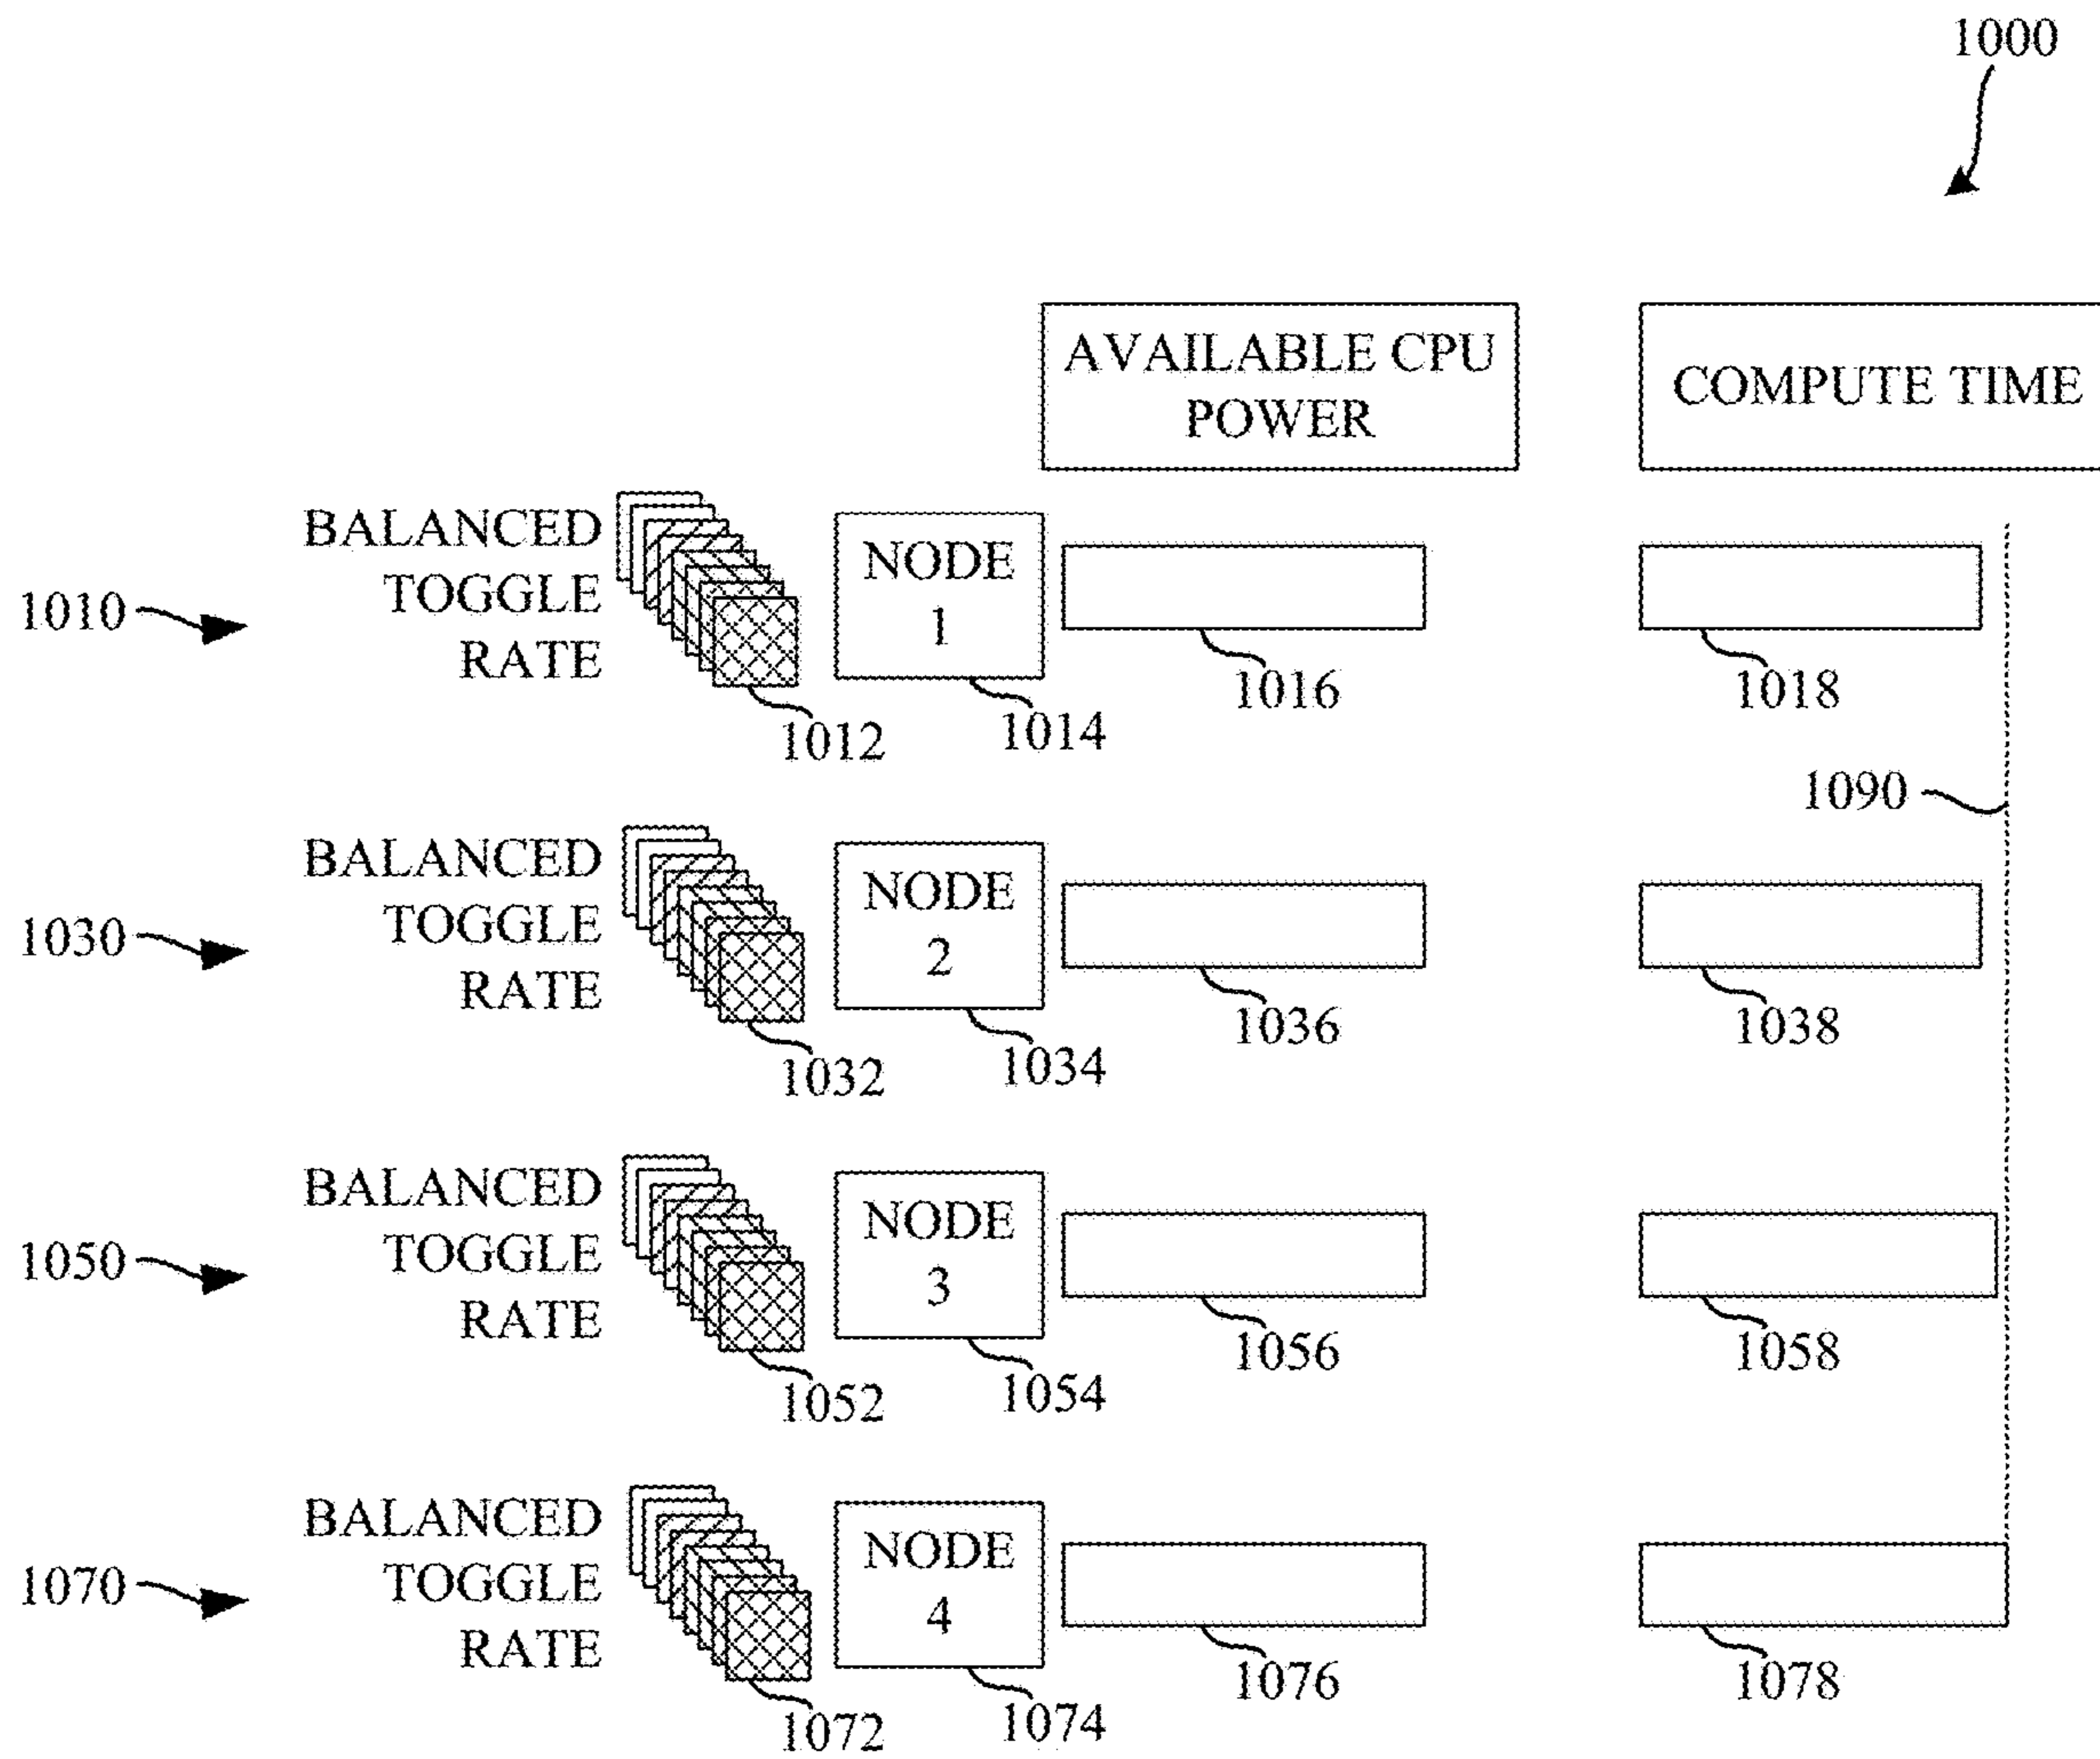 1000
AVAILABLE CPU
POWER
COMPUTE TIME
BALANCED
TOGGLE
RATE
1010
NODE
1
1012
1014
1016
1018
1090
BALANCED
TOGGLE
RATE
1030
NODE
2
1032
1034
1036
1038
BALANCED
TOGGLE
RATE
1050
NODE
3
1052
1054
1056
1058
BALANCED
TOGGLE
RATE
1070
NODE
4
1072
1074
1076
1078